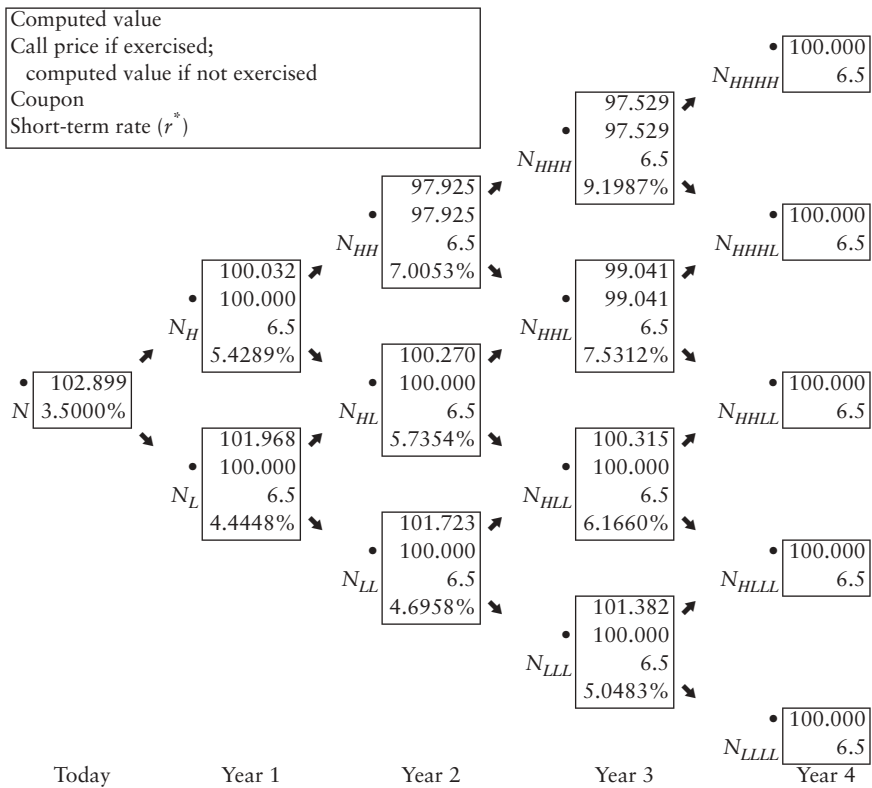 Computed value
Call price if exercised;
computed value if not exercised
Coupon
Short-term rate (r*)
• 102.899
N 3.5000%
100.032
• 100.000
N_H 6.5
5.4289%
101.968
• 100.000
N_L 6.5
4.4448%
97.925
• 97.925
N_HH 6.5
7.0053%
100.270
• 100.000
N_HL 6.5
5.7354%
101.723
• 100.000
N_LL 6.5
4.6958%
97.529
• 97.529
N_HHH 6.5
9.1987%
99.041
• 99.041
N_HHL 6.5
7.5312%
100.315
• 100.000
N_HLL 6.5
6.1660%
101.382
• 100.000
N_LLL 6.5
5.0483%
• 100.000
N_HHHH 6.5
• 100.000
N_HHHL 6.5
• 100.000
N_HHLL 6.5
• 100.000
N_HLLL 6.5
• 100.000
N_LLLL 6.5
Today Year 1 Year 2 Year 3 Year 4